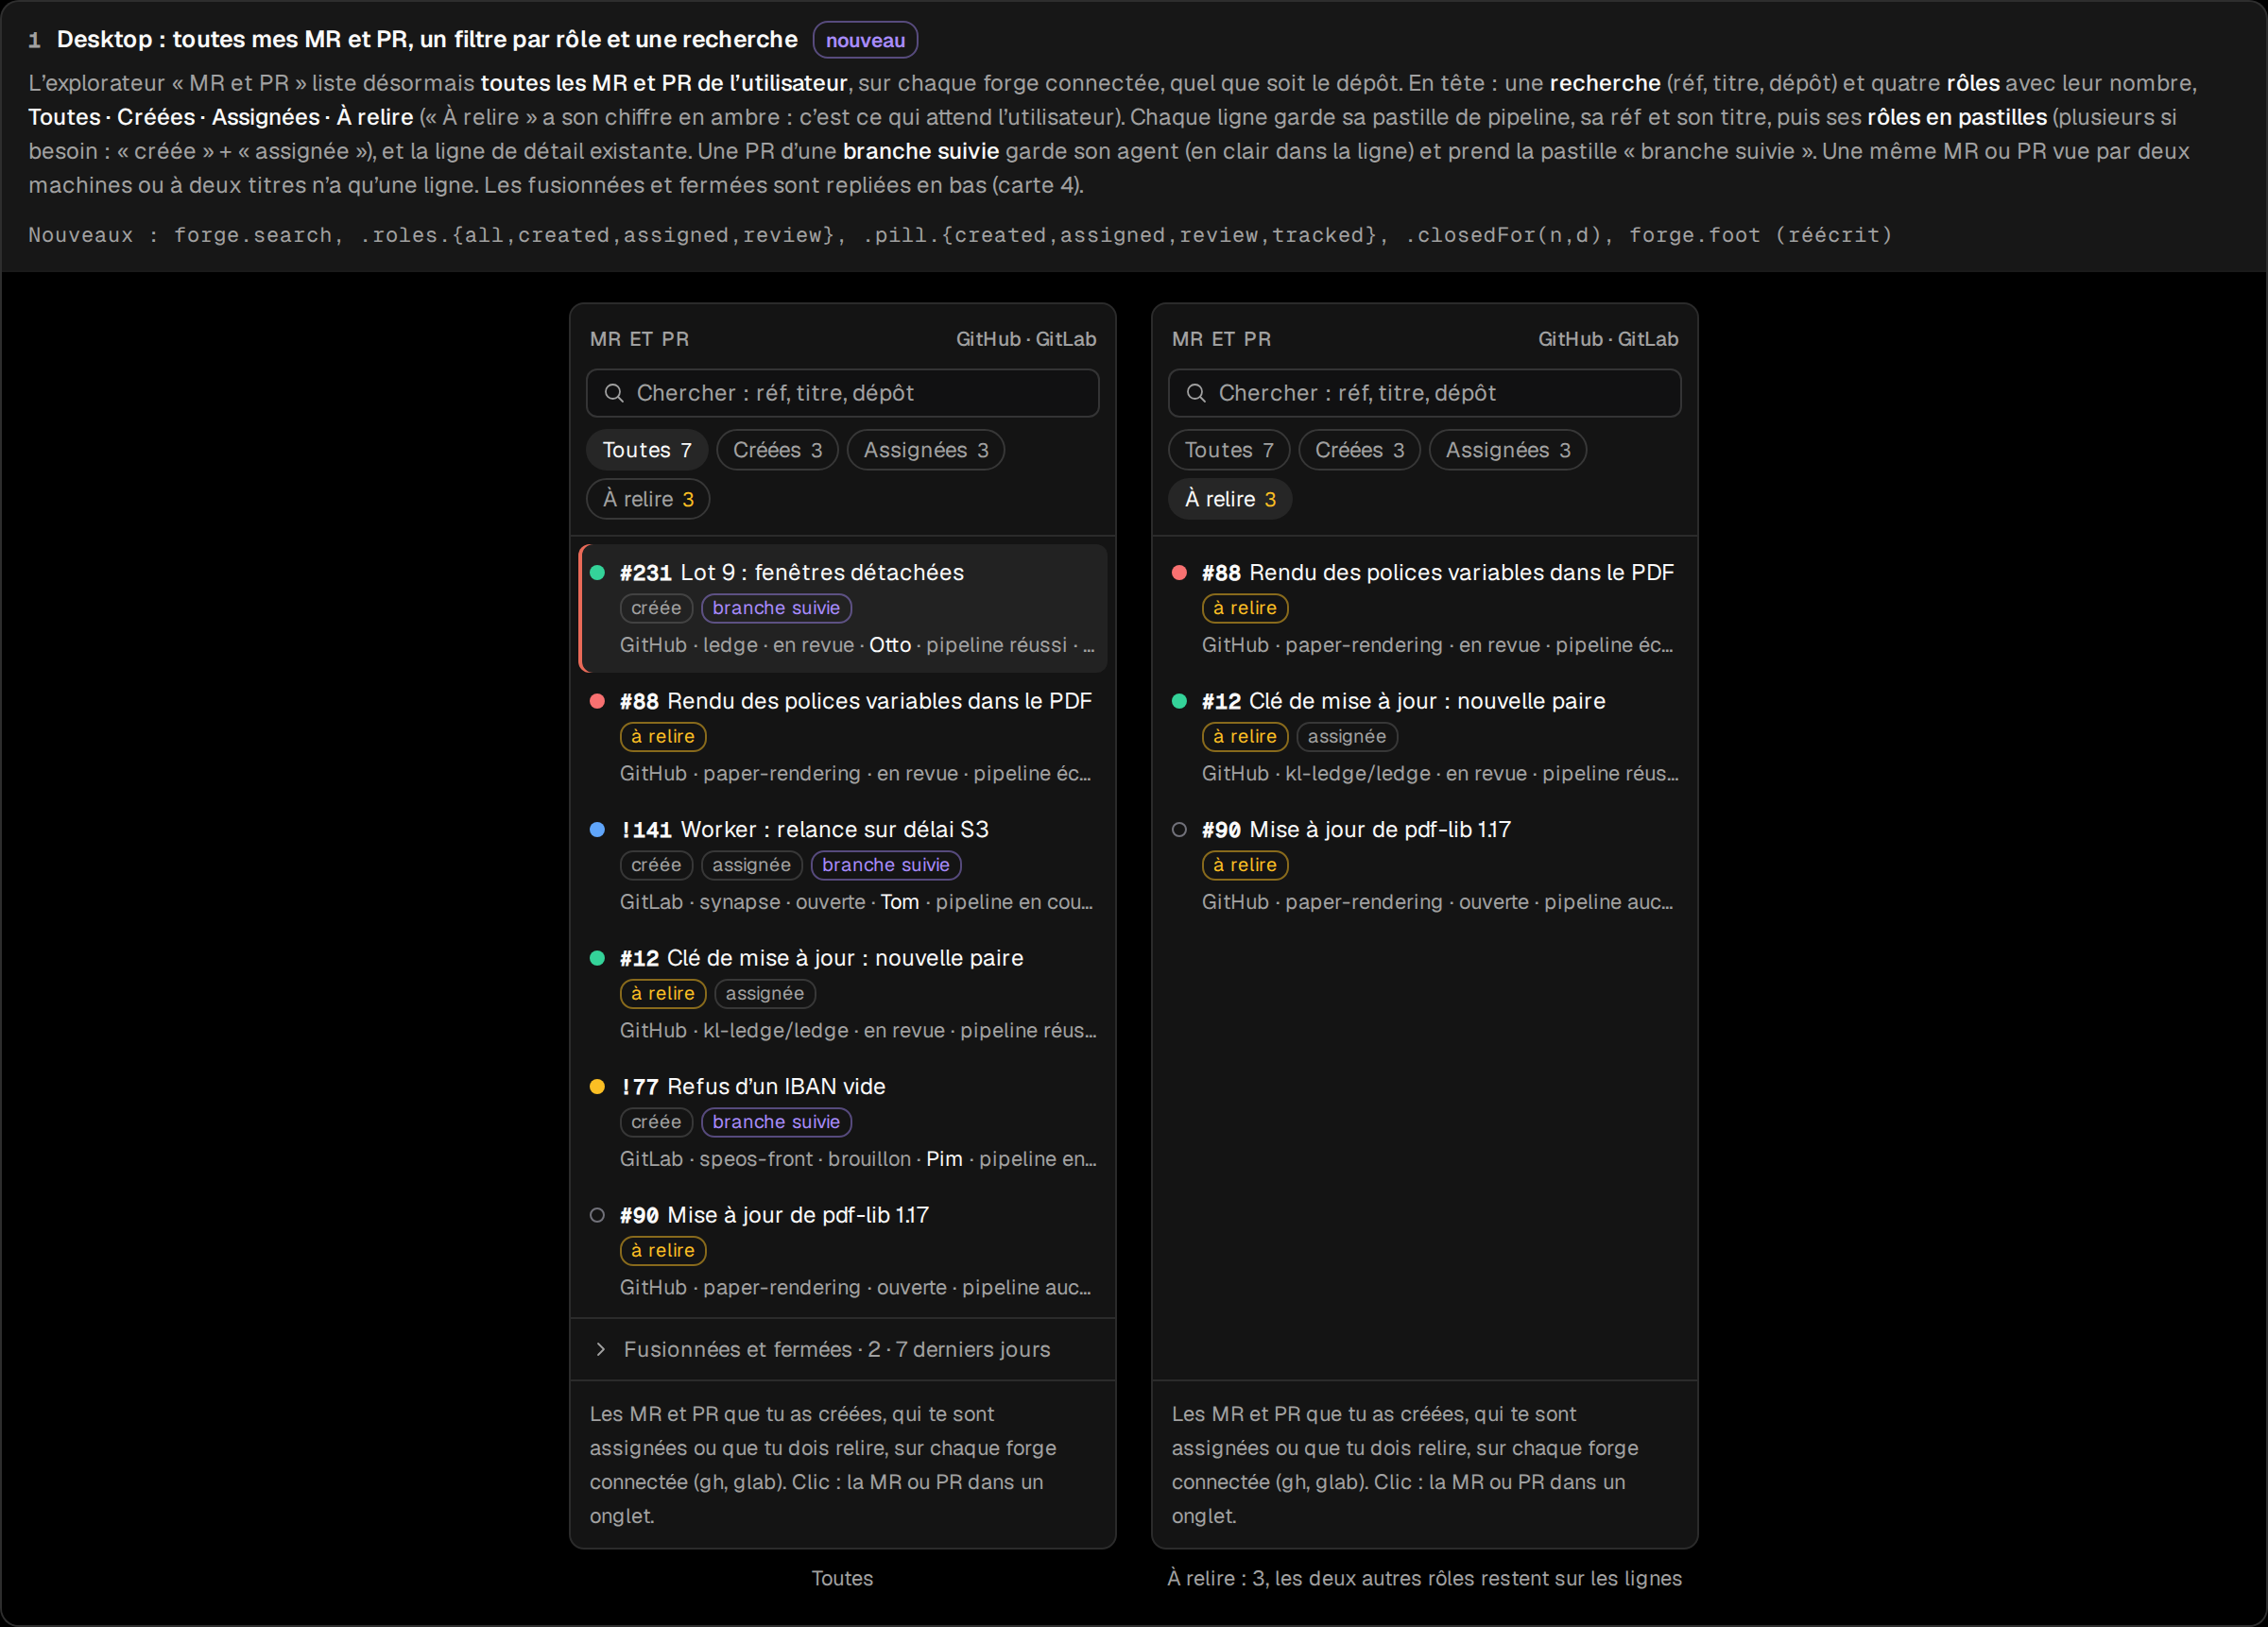 1 Desktop : toutes mes MR et PR, un filtre par rôle et une recherche nouveau
L’explorateur « MR et PR » liste désormais toutes les MR et PR de l’utilisateur, sur chaque forge connectée, quel que soit le dépôt. En tête : une recherche (réf, titre, dépôt) et quatre rôles avec leur nombre,
Toutes · Créées · Assignées · À relire (« À relire » a son chiffre en ambre : c’est ce qui attend l’utilisateur). Chaque ligne garde sa pastille de pipeline, sa réf et son titre, puis ses rôles en pastilles (plusieurs si
besoin : « créée » + « assignée »), et la ligne de détail existante. Une PR d’une branche suivie garde son agent (en clair dans la ligne) et prend la pastille « branche suivie ». Une même MR ou PR vue par deux
machines ou à deux titres n’a qu’une ligne. Les fusionnées et fermées sont repliées en bas (carte 4).
Nouveaux : forge.search, .roles.{all,created,assigned,review}, .pill.{created,assigned,review,tracked}, .closedFor(n,d), forge.foot (réécrit)
MR ET PR GitHub · GitLab
Chercher : réf, titre, dépôt
Toutes 7 Créées 3 Assignées 3
À relire 3
#231 Lot 9 : fenêtres détachées
créée branche suivie
GitHub · ledge · en revue · Otto · pipeline réussi · …
#88 Rendu des polices variables dans le PDF
à relire
GitHub · paper-rendering · en revue · pipeline éc…
!141 Worker : relance sur délai S3
créée assignée branche suivie
GitLab · synapse · ouverte · Tom · pipeline en cou…
#12 Clé de mise à jour : nouvelle paire
à relire assignée
GitHub · kl-ledge/ledge · en revue · pipeline réus…
!77 Refus d’un IBAN vide
créée branche suivie
GitLab · speos-front · brouillon · Pim · pipeline en…
#90 Mise à jour de pdf-lib 1.17
à relire
GitHub · paper-rendering · ouverte · pipeline auc…
Fusionnées et fermées · 2 · 7 derniers jours
Les MR et PR que tu as créées, qui te sont
assignées ou que tu dois relire, sur chaque forge
connectée (gh, glab). Clic : la MR ou PR dans un
onglet.
Toutes
MR ET PR GitHub · GitLab
Chercher : réf, titre, dépôt
Toutes 7 Créées 3 Assignées 3
À relire 3
#88 Rendu des polices variables dans le PDF
à relire
GitHub · paper-rendering · en revue · pipeline éc…
#12 Clé de mise à jour : nouvelle paire
à relire assignée
GitHub · kl-ledge/ledge · en revue · pipeline réus…
#90 Mise à jour de pdf-lib 1.17
à relire
GitHub · paper-rendering · ouverte · pipeline auc…
Les MR et PR que tu as créées, qui te sont
assignées ou que tu dois relire, sur chaque forge
connectée (gh, glab). Clic : la MR ou PR dans un
onglet.
À relire : 3, les deux autres rôles restent sur les lignes